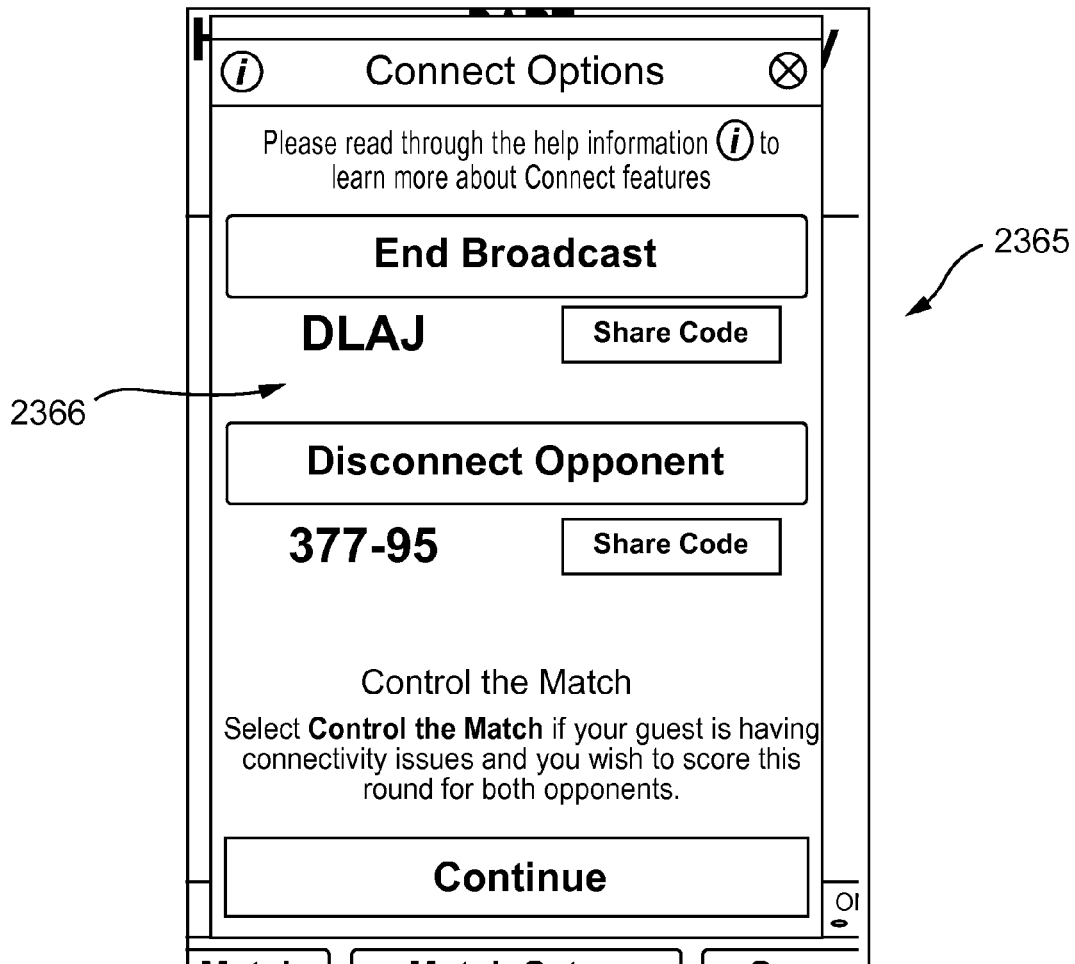 Connect Options
Please read through the help information i to
learn more about Connect features
End Broadcast
2365
DLAJ Share Code
2366
Disconnect Opponent
377-95 Share Code
Control the Match
Select Control the Match if your guest is having
connectivity issues and you wish to score this
round for both opponents.
Continue